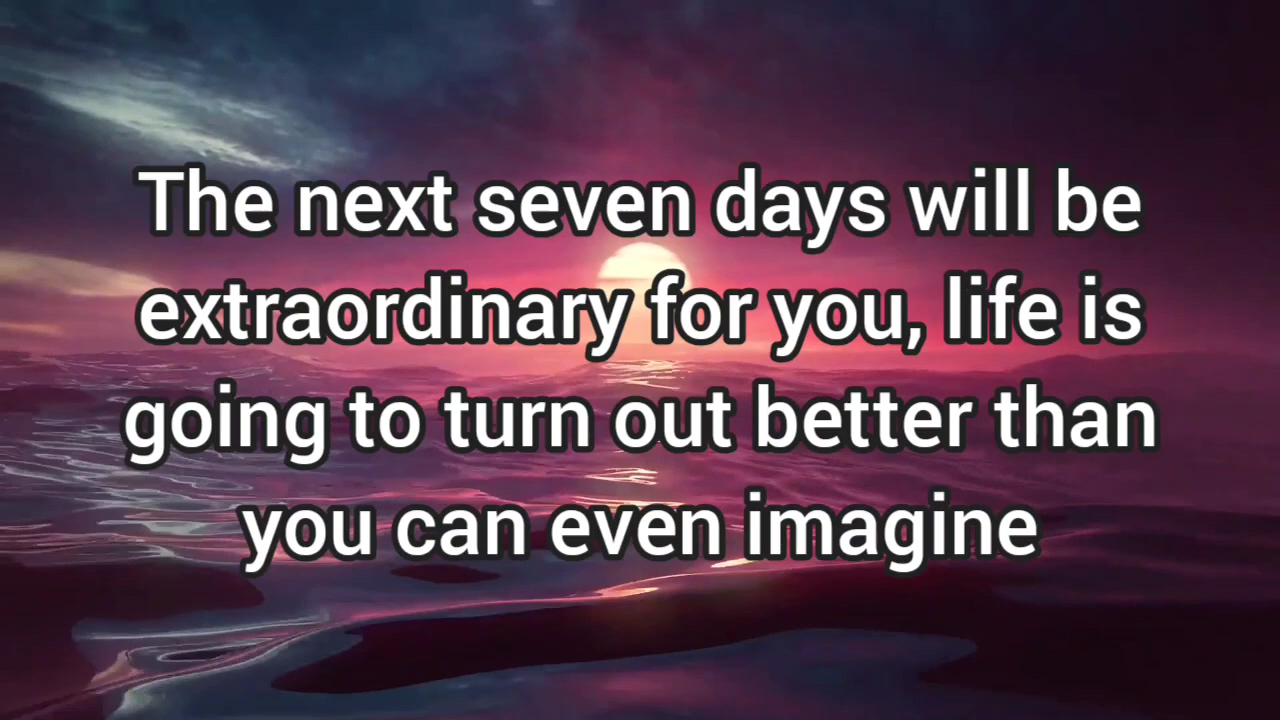 The next seven days will be
extraordinary for you, life is
going to turn out better than
you can even imagine